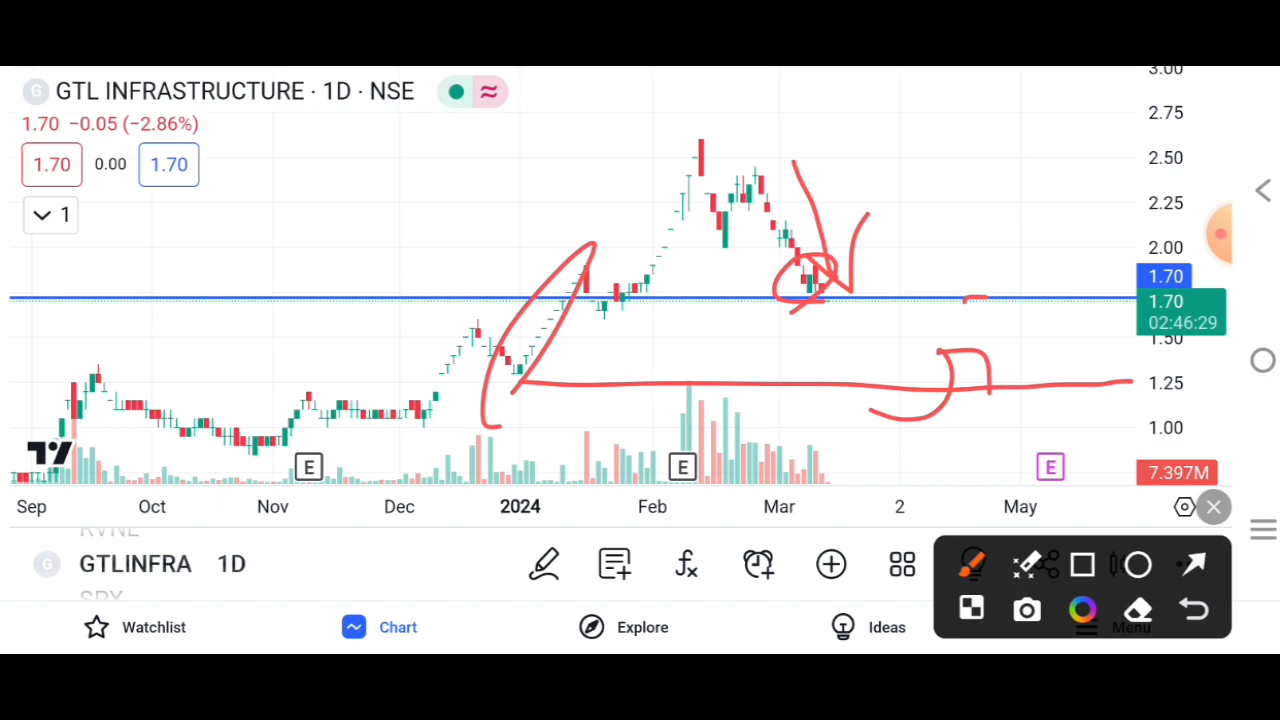 3.00
G GTL INFRASTRUCTURE · 1D · NSE
1.70 −0.05 (−2.86%)
1.70 0.00 1.70
1
2.75
2.50
2.25
2.00
1.70
1.70
02:46:29
1.50
1.25
1.00
7.397M
E E E
Sep Oct Nov Dec 2024 Feb Mar 2 May
RVNL
G GTLINFRA 1D
SPY
Watchlist Chart Explore Ideas Menu